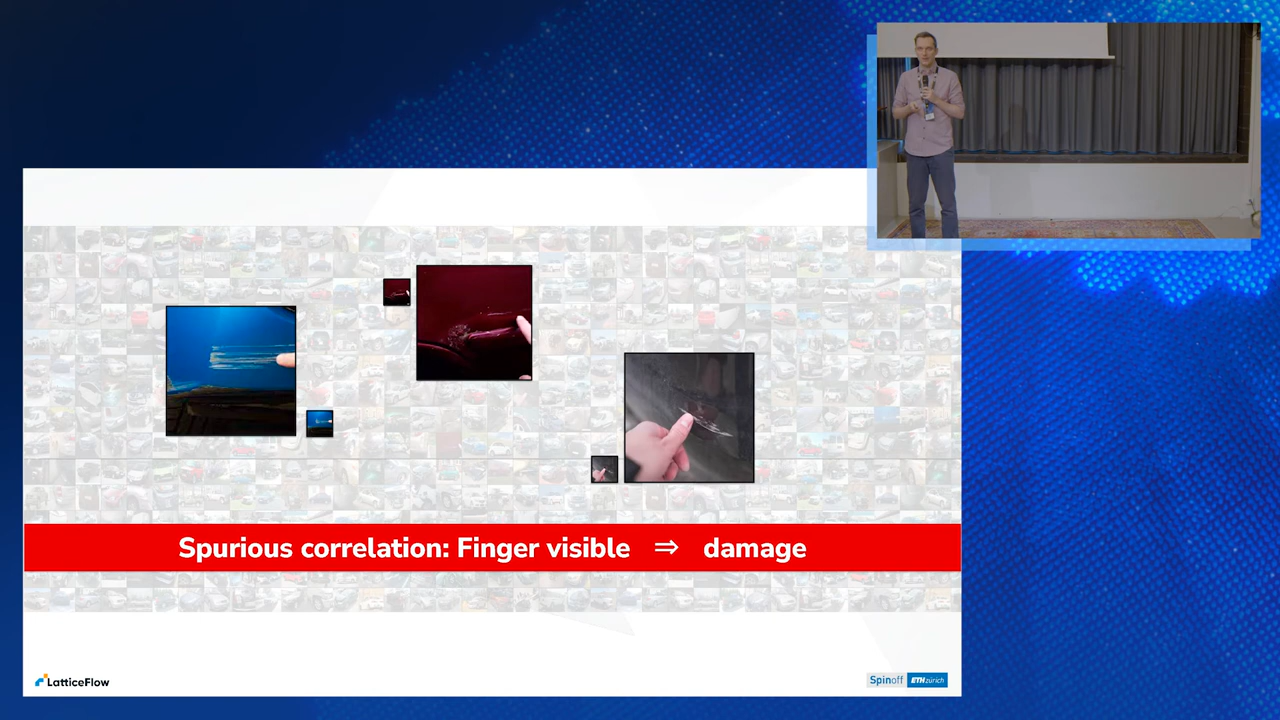 Spurious correlation: Finger visible ⇒ damage
LatticeFlow
Spinoff ETH zürich